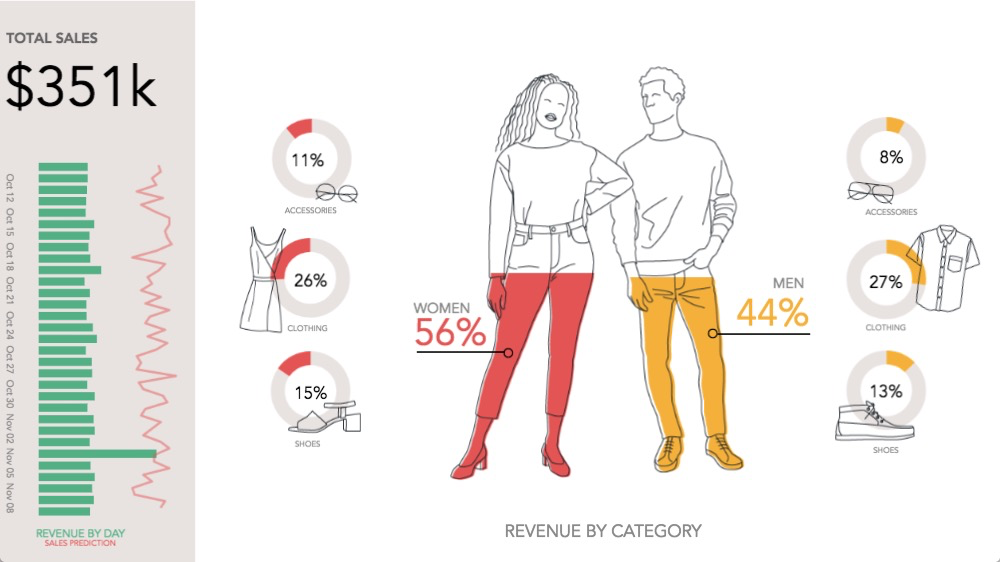 TOTAL SALES
$351k
Oct 12
Oct 15
Oct 18
Oct 21
Oct 24
Oct 27
Oct 30
Nov 02
Nov 05
Nov 08
REVENUE BY DAY
SALES PREDICTION
11%
ACCESSORIES
26%
CLOTHING
15%
SHOES
WOMEN
56%
MEN
44%
8%
ACCESSORIES
27%
CLOTHING
13%
SHOES
REVENUE BY CATEGORY